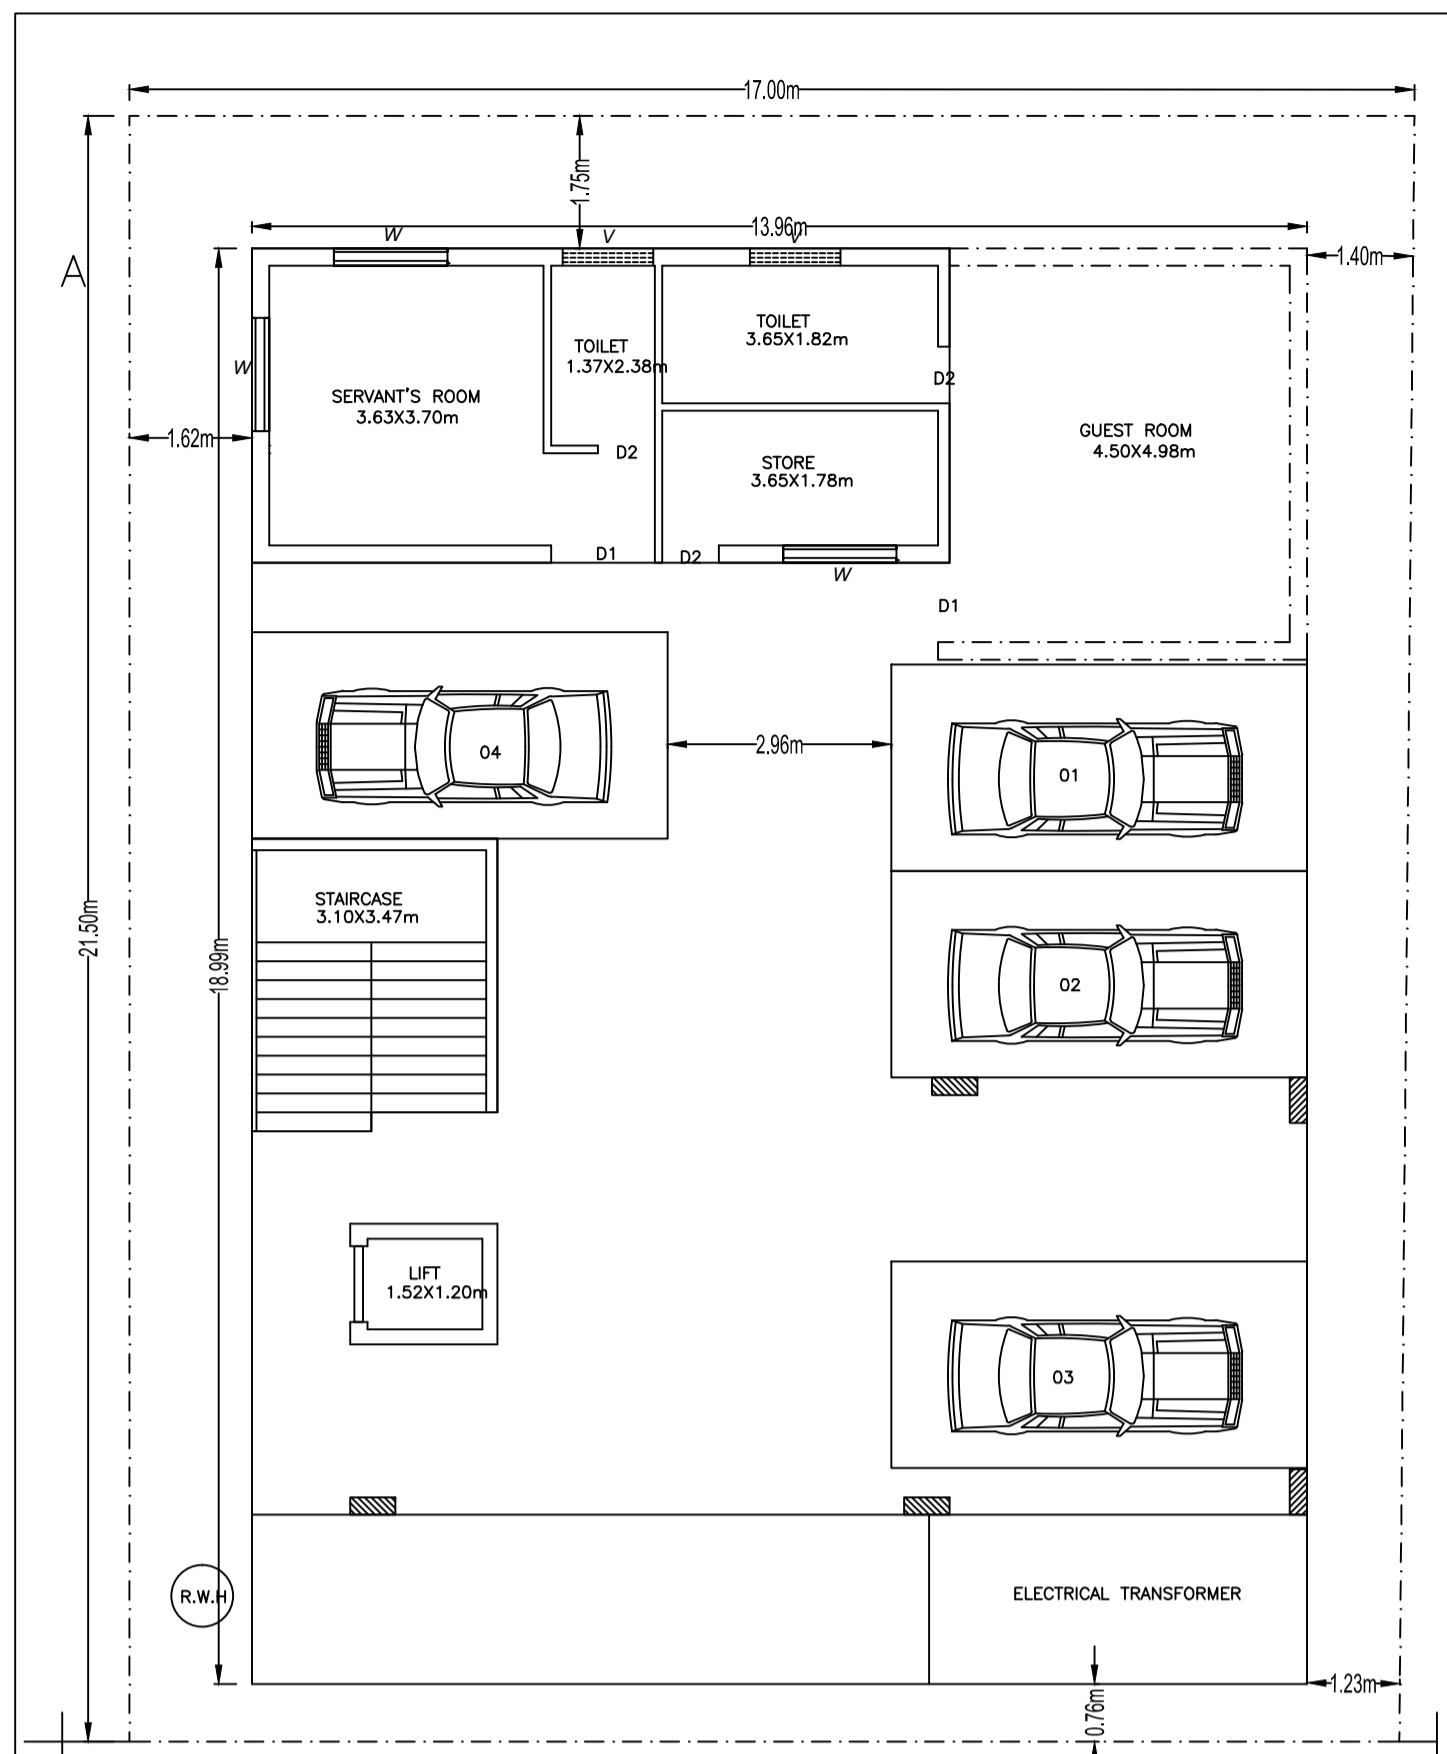 17.00m
1.75m
13.96m
W
V
V
1.40m
A
TOILET
3.65X1.82m
TOILET
1.37X2.38m
W
D2
SERVANT'S ROOM
3.63X3.70m
1.62m
GUEST ROOM
4.50X4.98m
D2
STORE
3.65X1.78m
D1
D2
W
D1
04
2.96m
01
STAIRCASE
3.10X3.47m
21.50m
18.99m
02
LIFT
1.52X1.20m
03
R.W.H
ELECTRICAL TRANSFORMER
1.23m
0.76m